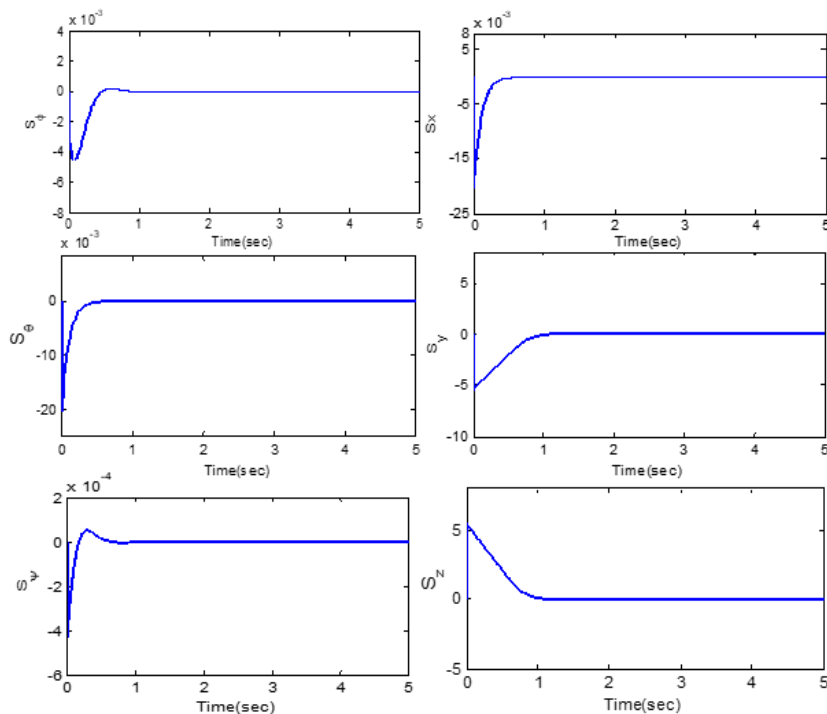 × 10⁻³
4
2
0
-2
-4
-6
-8
S_ϕ
0 1 2 3 4 5
Time(sec)
× 10⁻³
8
5
-5
-15
-25
Sx
0 1 2 3 4 5
Time(sec)
× 10⁻³
0
-10
-20
S_θ
0 1 2 3 4 5
Time(sec)
5
0
-5
-10
S_y
0 1 2 3 4 5
Time(sec)
× 10⁻⁴
2
0
-2
-4
-6
S_ψ
0 1 2 3 4 5
Time(sec)
5
0
-5
S_z
0 1 2 3 4 5
Time(sec)